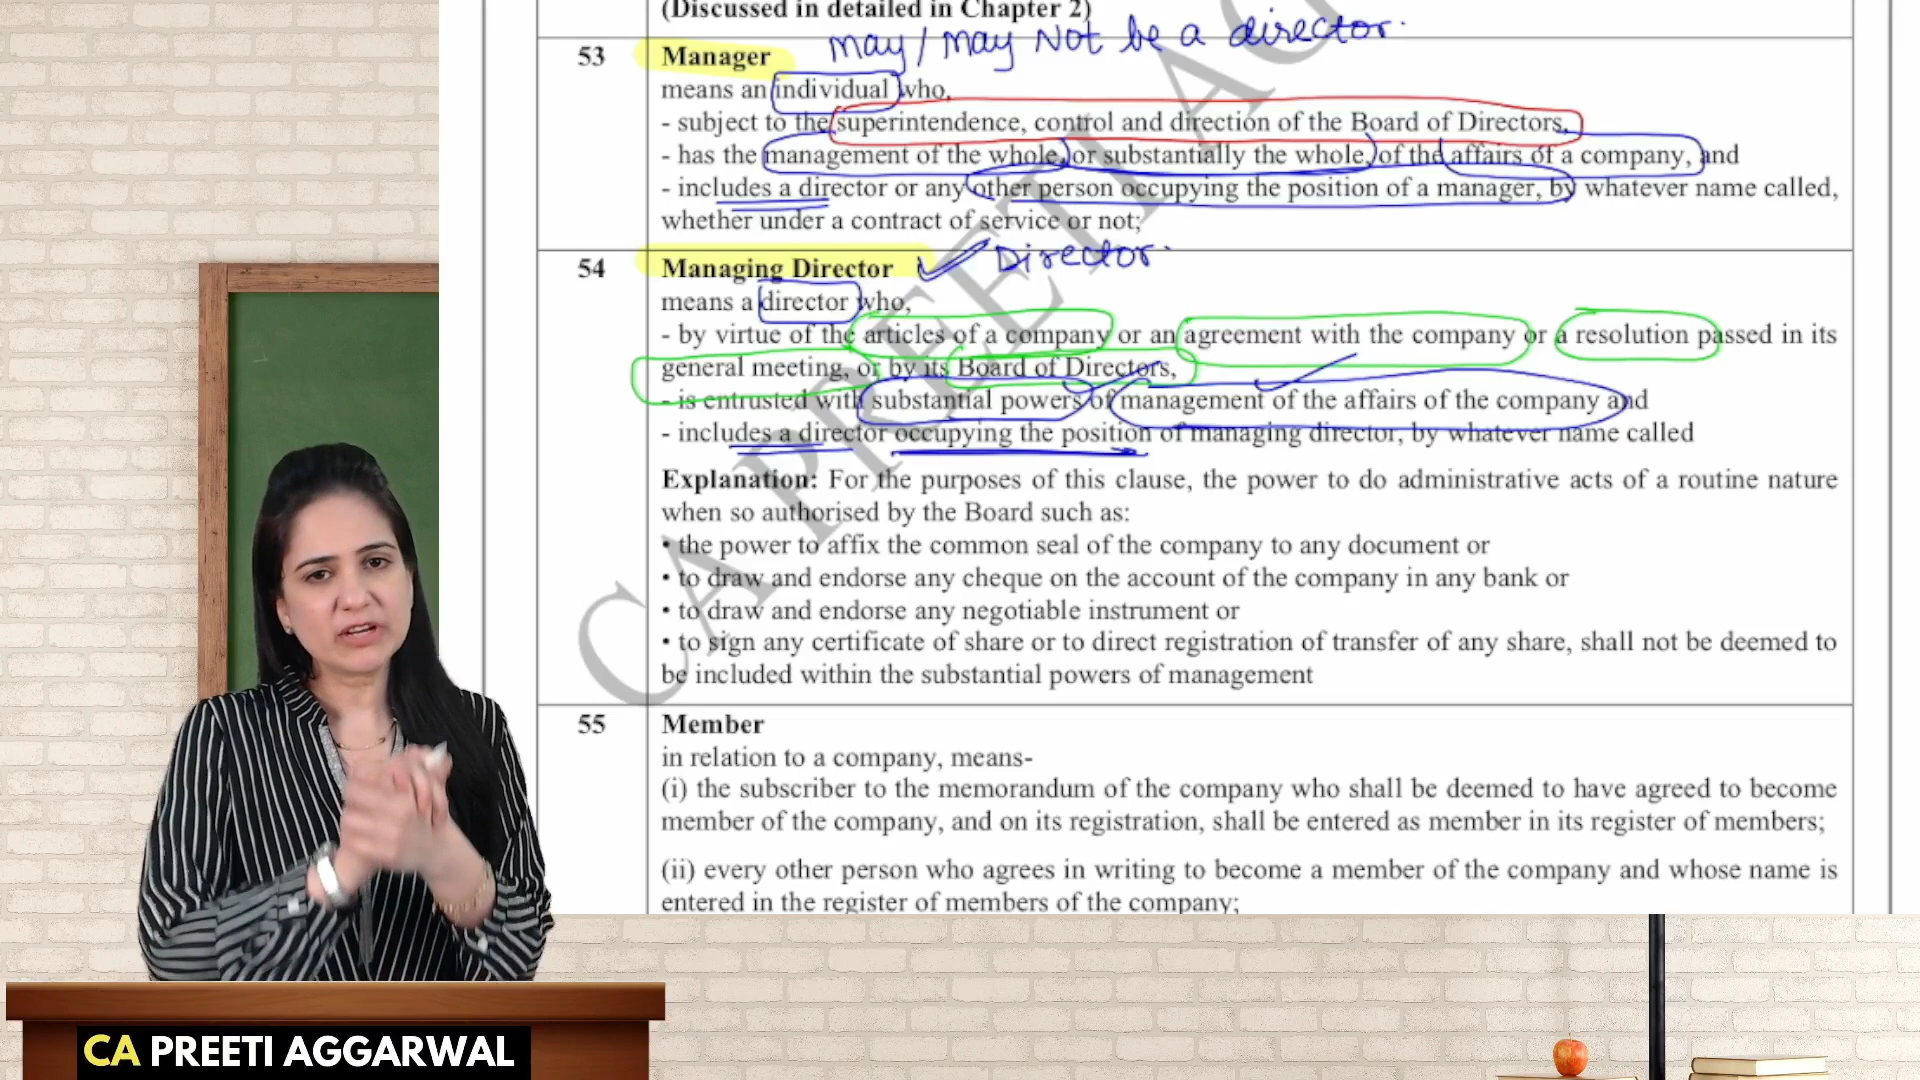 (Discussed in detailed in Chapter 2)
may / may NOT be a director.
53
Manager
means an individual who,
- subject to the superintendence, control and direction of the Board of Directors,
- has the management of the whole, or substantially the whole, of the affairs of a company, and
- includes a director or any other person occupying the position of a manager, by whatever name called,
whether under a contract of service or not;
54
Managing Director
Director.
means a director who,
- by virtue of the articles of a company or an agreement with the company or a resolution passed in its
general meeting, or by its Board of Directors,
- is entrusted with substantial powers of management of the affairs of the company and
- includes a director occupying the position of managing director, by whatever name called
Explanation: For the purposes of this clause, the power to do administrative acts of a routine nature
when so authorised by the Board such as:
• the power to affix the common seal of the company to any document or
• to draw and endorse any cheque on the account of the company in any bank or
• to draw and endorse any negotiable instrument or
• to sign any certificate of share or to direct registration of transfer of any share, shall not be deemed to
be included within the substantial powers of management
55
Member
in relation to a company, means-
(i) the subscriber to the memorandum of the company who shall be deemed to have agreed to become
member of the company, and on its registration, shall be entered as member in its register of members;
(ii) every other person who agrees in writing to become a member of the company and whose name is
entered in the register of members of the company;
CA PREETI AG
CA PREETI AGGARWAL